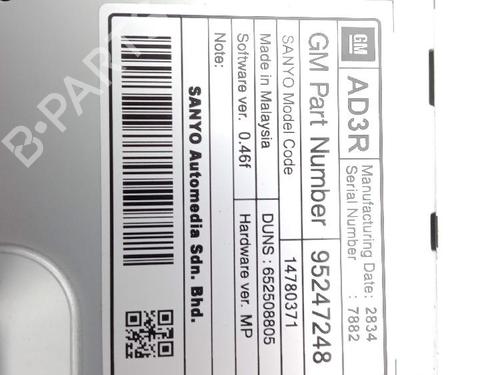 GM
AD3R
Manufacturing Date: 2834
Serial Number : 7882
GM Part Number 95247248
SANYO Model Code 14780371
Made in Malaysia DUNS : 652508805
Software ver. 0.46f Hardware ver. MP
Note:
SANYO Automedia Sdn. Bhd.
B-PARTS